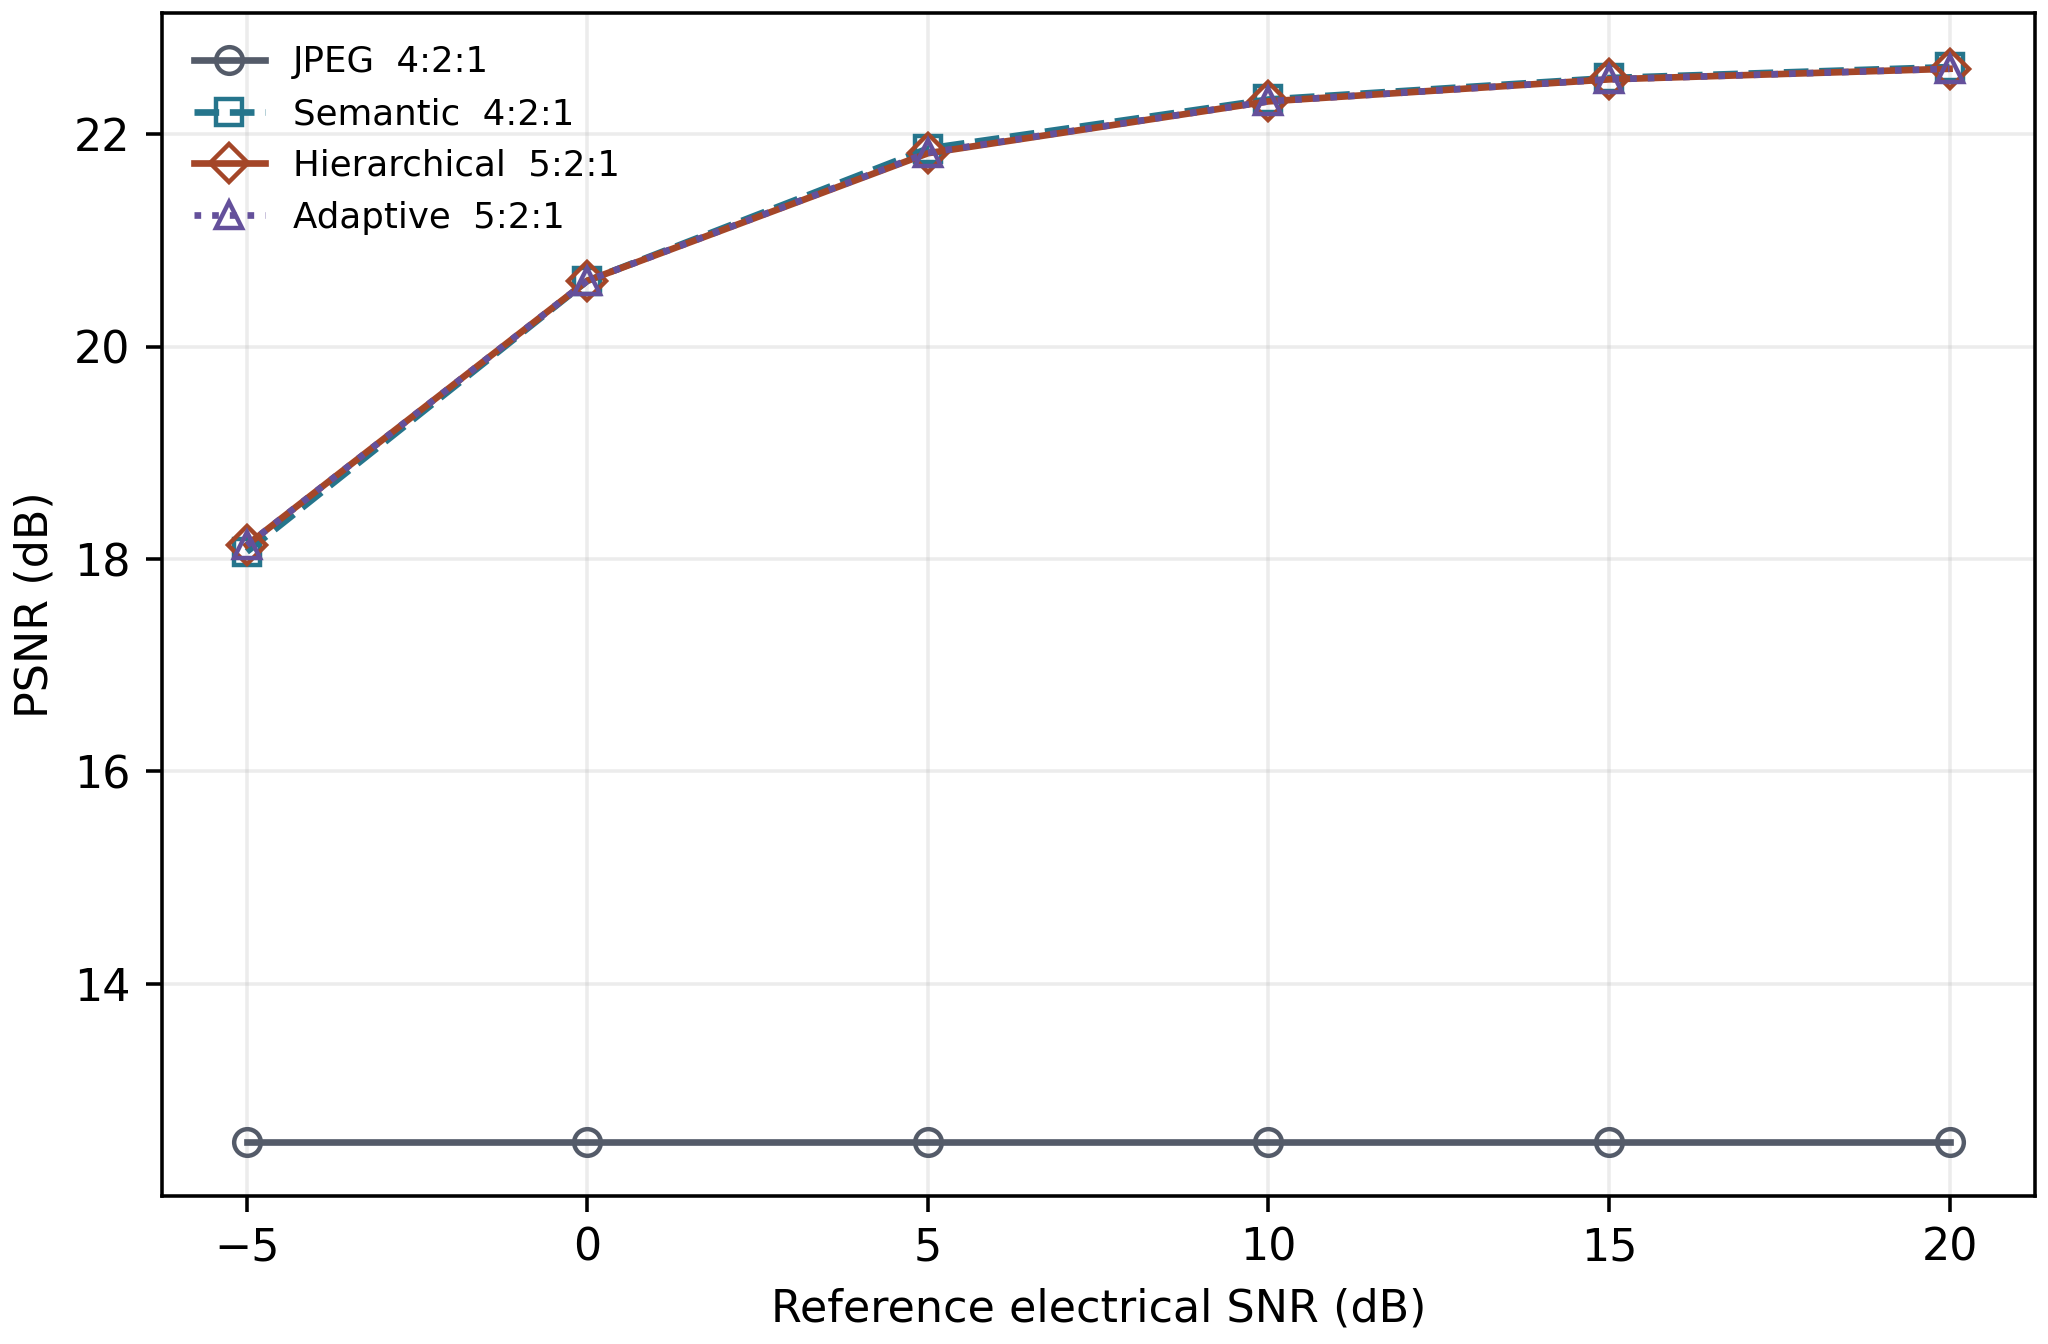 JPEG 4:2:1
Semantic 4:2:1
Hierarchical 5:2:1
Adaptive 5:2:1
22
20
18
16
14
PSNR (dB)
−5 0 5 10 15 20
Reference electrical SNR (dB)